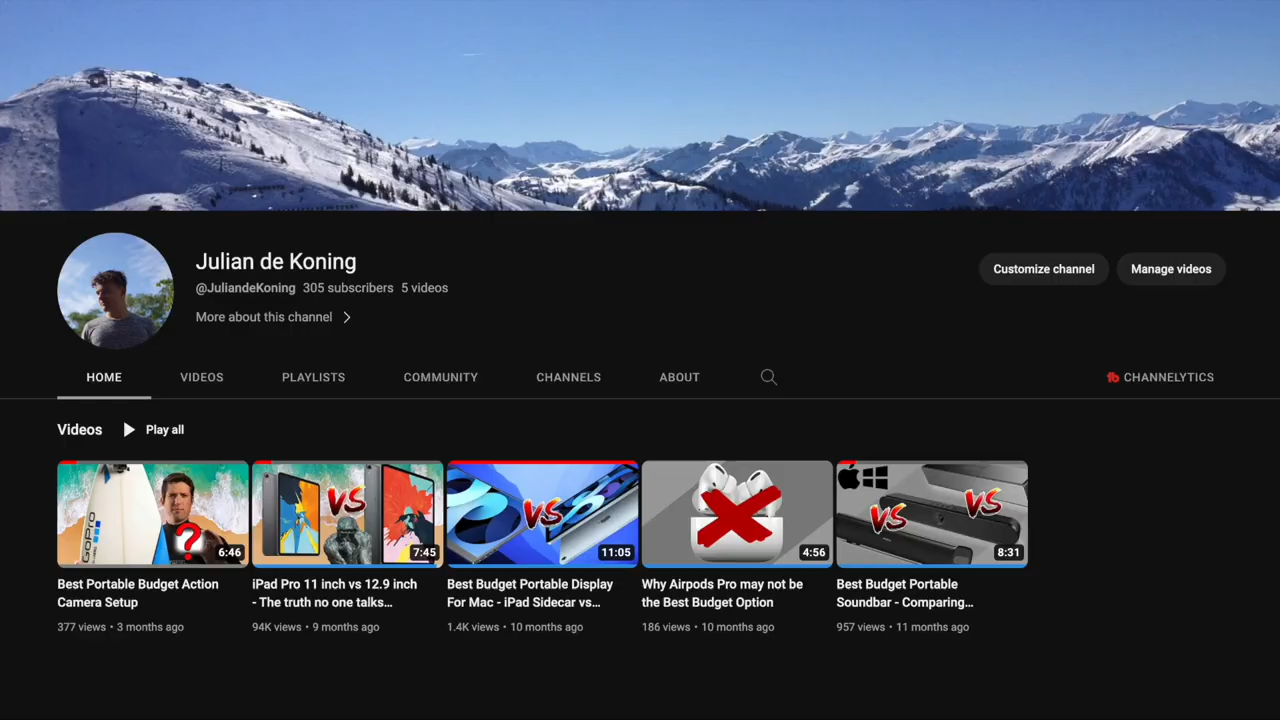 Julian de Koning
@JuliandeKoning 305 subscribers 5 videos
More about this channel
Customize channel
Manage videos
HOME
VIDEOS
PLAYLISTS
COMMUNITY
CHANNELS
ABOUT
CHANNELYTICS
Videos
Play all
GoPro
?
6:46
VS
7:45
VS
11:05
4:56
VS
VS
8:31
Best Portable Budget Action
Camera Setup
377 views • 3 months ago
iPad Pro 11 inch vs 12.9 inch
- The truth no one talks...
94K views • 9 months ago
Best Budget Portable Display
For Mac - iPad Sidecar vs...
1.4K views • 10 months ago
Why Airpods Pro may not be
the Best Budget Option
186 views • 10 months ago
Best Budget Portable
Soundbar - Comparing...
957 views • 11 months ago